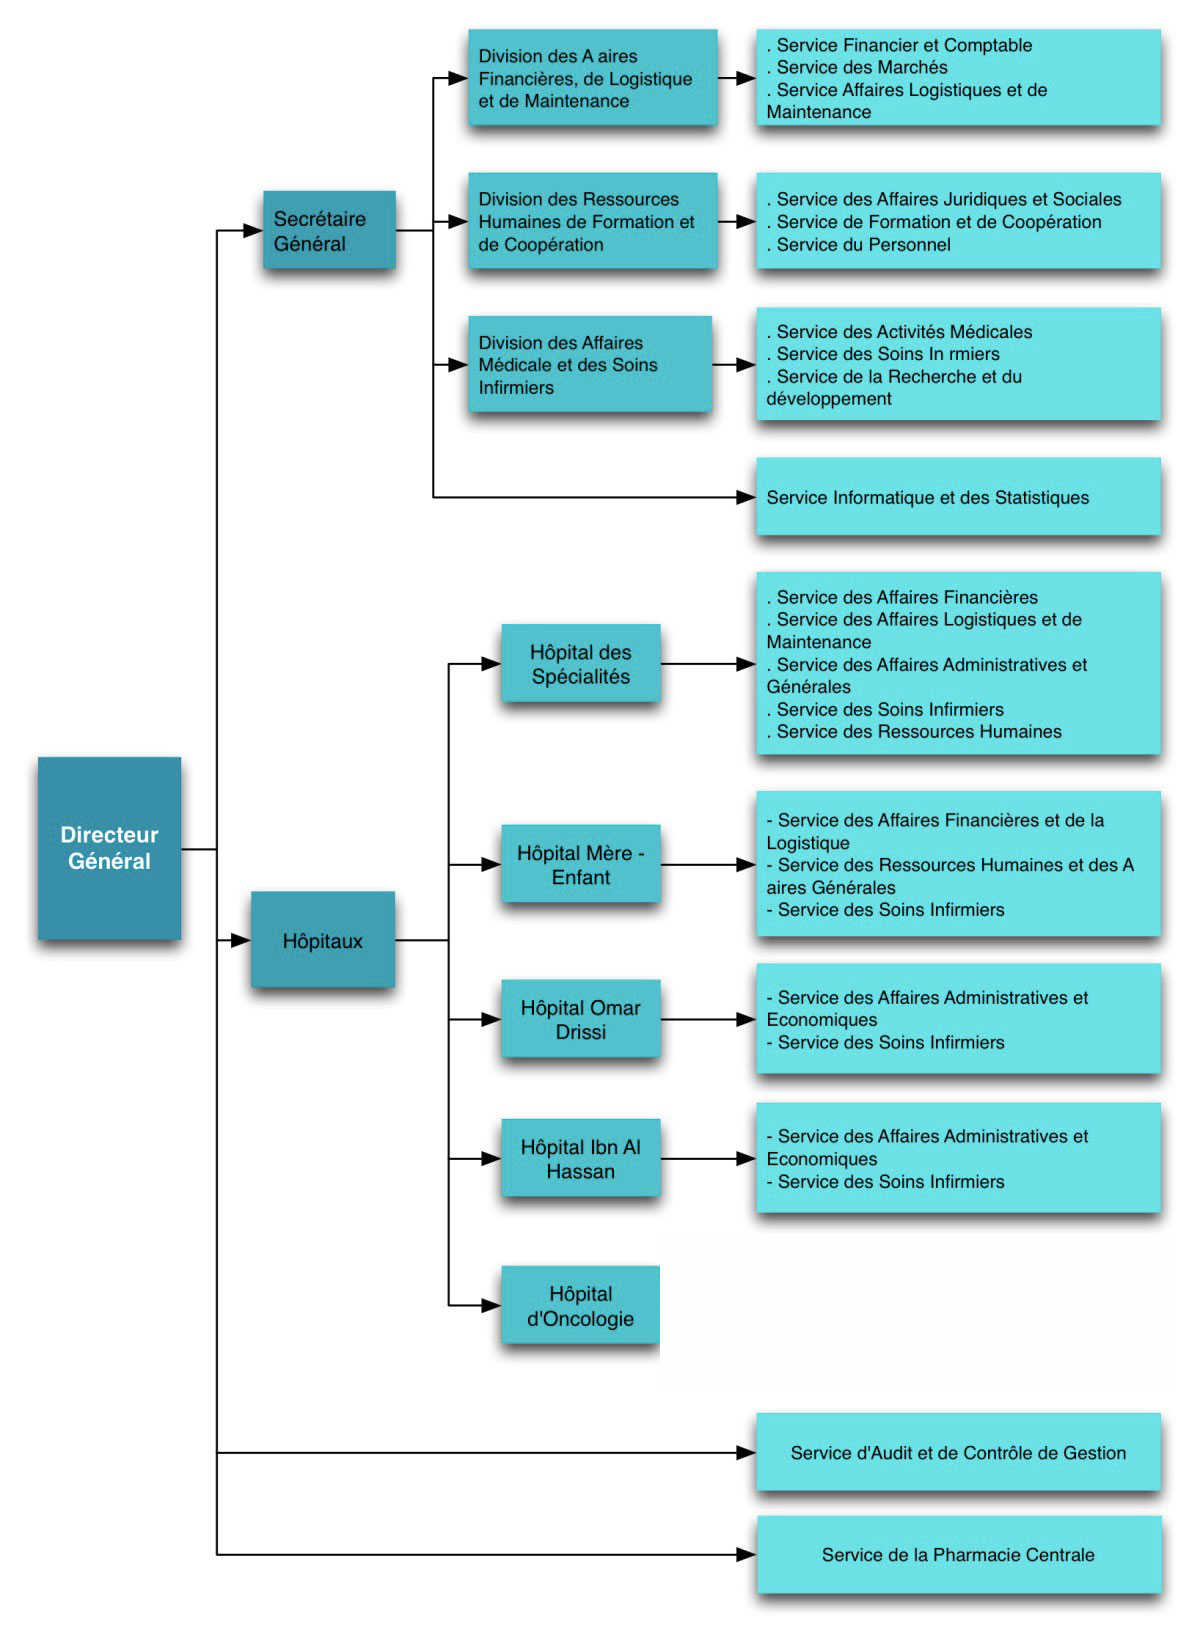 Division des A aires
Financières, de Logistique
et de Maintenance
. Service Financier et Comptable
. Service des Marchés
. Service Affaires Logistiques et de
Maintenance
Secrétaire
Général
Division des Ressources
Humaines de Formation et
de Coopération
. Service des Affaires Juridiques et Sociales
. Service de Formation et de Coopération
. Service du Personnel
Division des Affaires
Médicale et des Soins
Infirmiers
. Service des Activités Médicales
. Service des Soins In rmiers
. Service de la Recherche et du
développement
Service Informatique et des Statistiques
Hôpital des
Spécialités
. Service des Affaires Financières
. Service des Affaires Logistiques et de
Maintenance
. Service des Affaires Administratives et
Générales
. Service des Soins Infirmiers
. Service des Ressources Humaines
Directeur
Général
Hôpital Mère -
Enfant
- Service des Affaires Financières et de la
Logistique
- Service des Ressources Humaines et des A
aires Générales
- Service des Soins Infirmiers
Hôpitaux
Hôpital Omar
Drissi
- Service des Affaires Administratives et
Economiques
- Service des Soins Infirmiers
Hôpital Ibn Al
Hassan
- Service des Affaires Administratives et
Economiques
- Service des Soins Infirmiers
Hôpital
d'Oncologie
Service d'Audit et de Contrôle de Gestion
Service de la Pharmacie Centrale